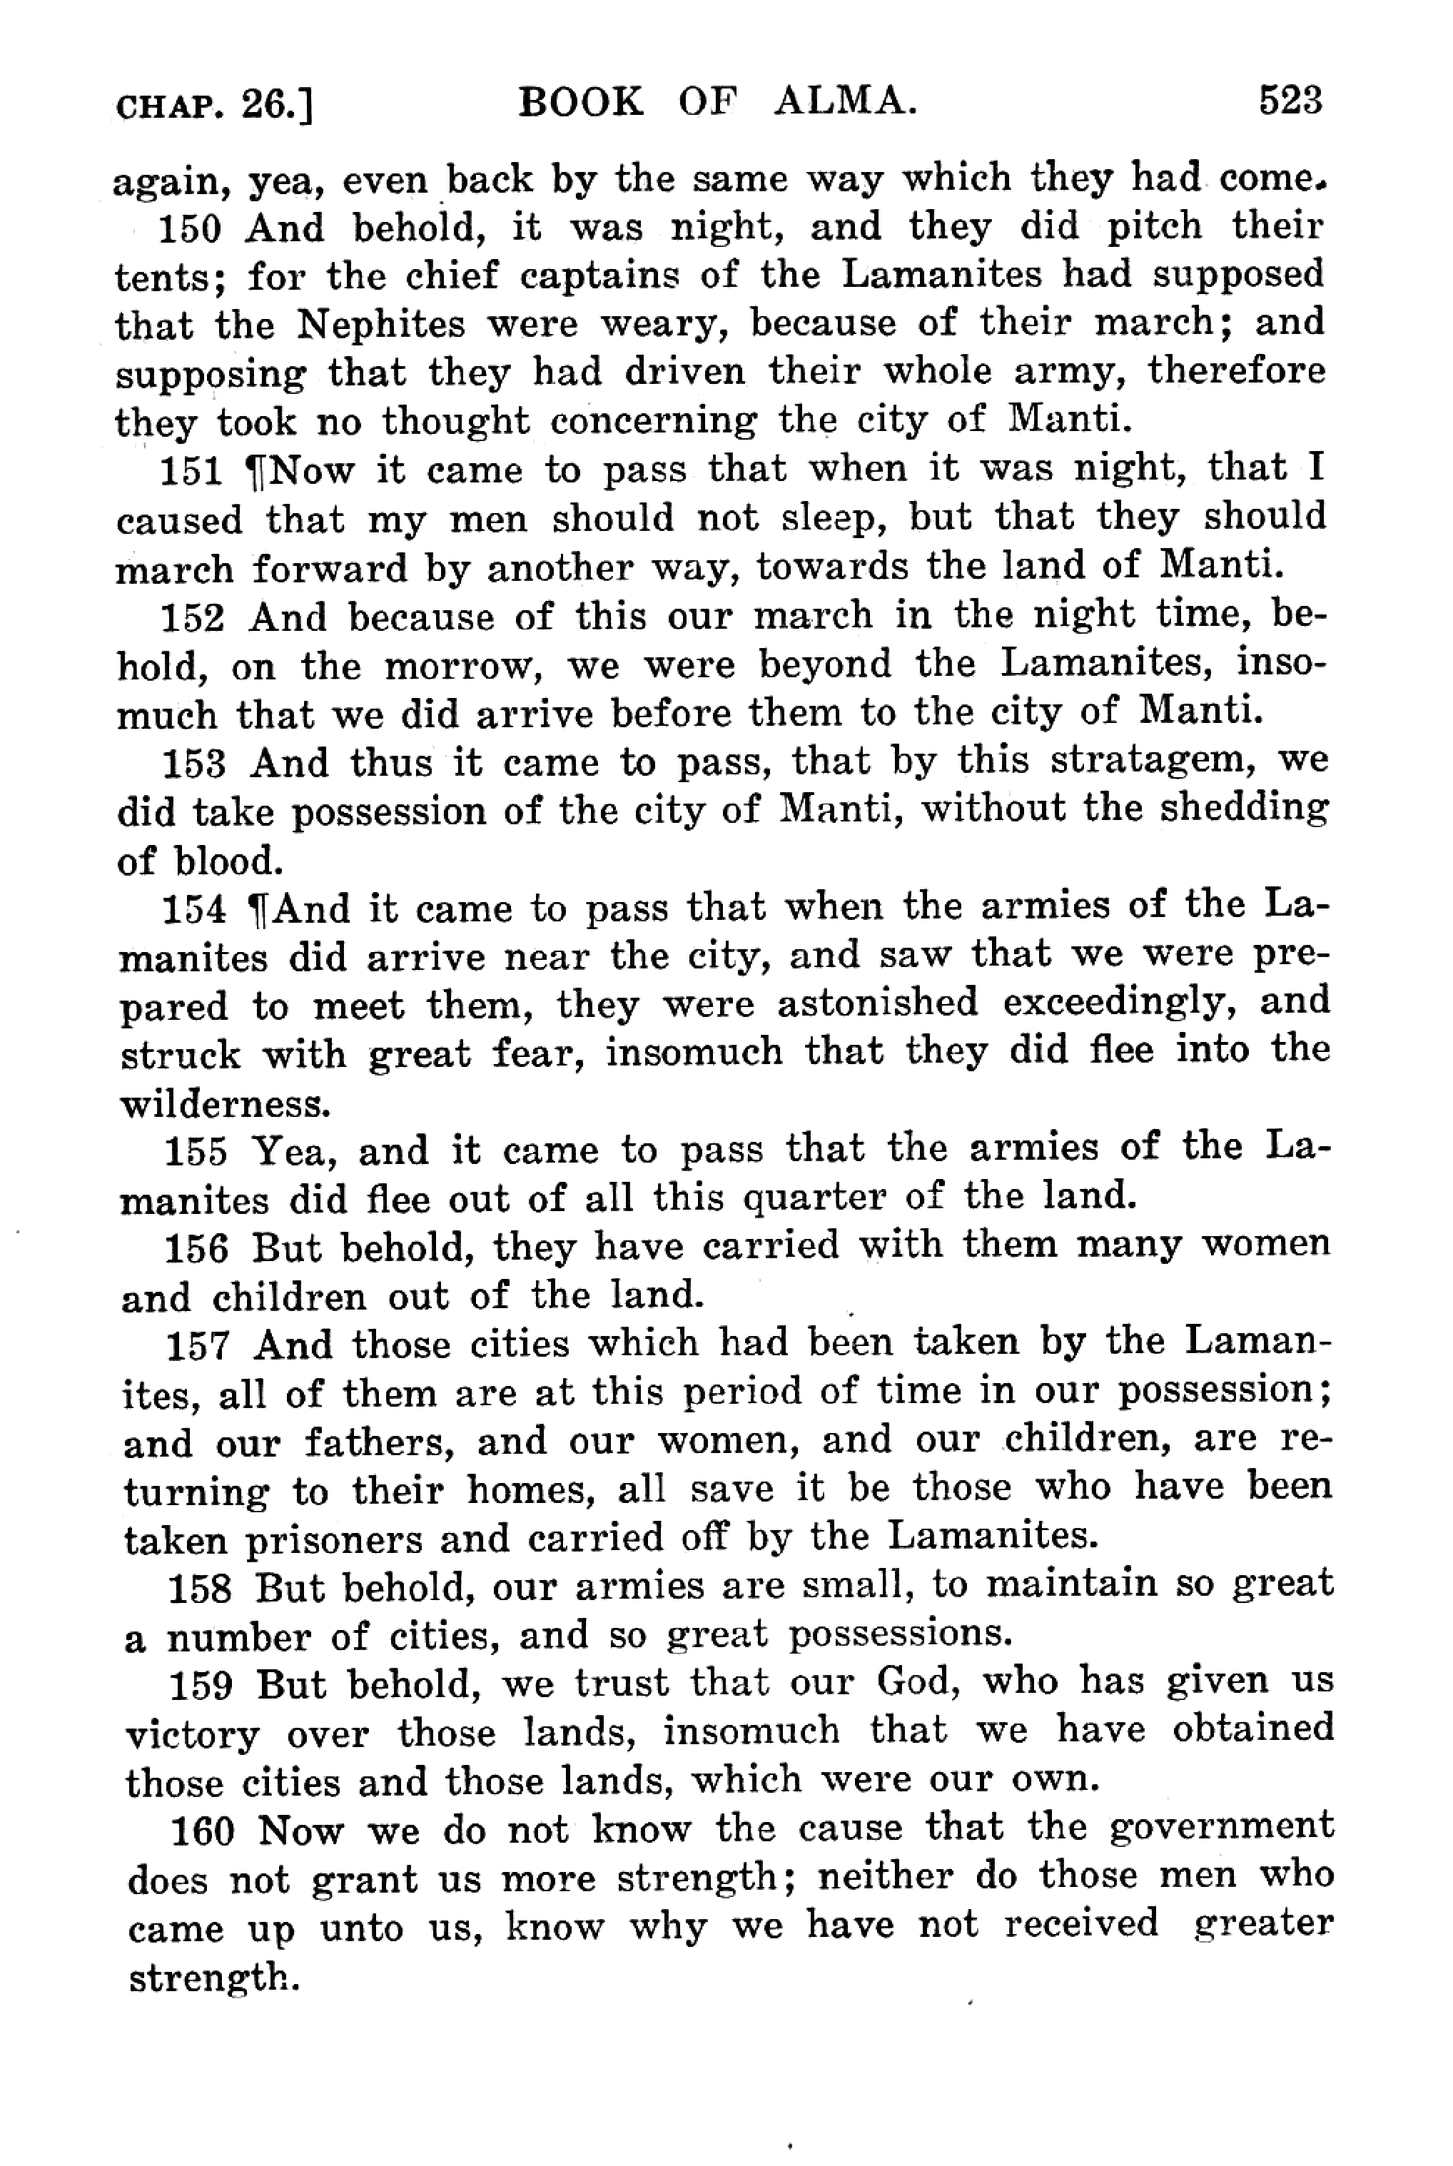 CHAP. 26.] BOOK OF ALMA. 523
again, yea, even back by the same way which they had come.
150 And behold, it was night, and they did pitch their
tents; for the chief captains of the Lamanites had supposed
that the Nephites were weary, because of their march; and
supposing that they had driven their whole army, therefore
they took no thought concerning the city of Manti.
151 ¶Now it came to pass that when it was night, that I
caused that my men should not sleep, but that they should
march forward by another way, towards the land of Manti.
152 And because of this our march in the night time, be-
hold, on the morrow, we were beyond the Lamanites, inso-
much that we did arrive before them to the city of Manti.
153 And thus it came to pass, that by this stratagem, we
did take possession of the city of Manti, without the shedding
of blood.
154 ¶And it came to pass that when the armies of the La-
manites did arrive near the city, and saw that we were pre-
pared to meet them, they were astonished exceedingly, and
struck with great fear, insomuch that they did flee into the
wilderness.
155 Yea, and it came to pass that the armies of the La-
manites did flee out of all this quarter of the land.
156 But behold, they have carried with them many women
and children out of the land.
157 And those cities which had been taken by the Laman-
ites, all of them are at this period of time in our possession;
and our fathers, and our women, and our children, are re-
turning to their homes, all save it be those who have been
taken prisoners and carried off by the Lamanites.
158 But behold, our armies are small, to maintain so great
a number of cities, and so great possessions.
159 But behold, we trust that our God, who has given us
victory over those lands, insomuch that we have obtained
those cities and those lands, which were our own.
160 Now we do not know the cause that the government
does not grant us more strength; neither do those men who
came up unto us, know why we have not received greater
strength.